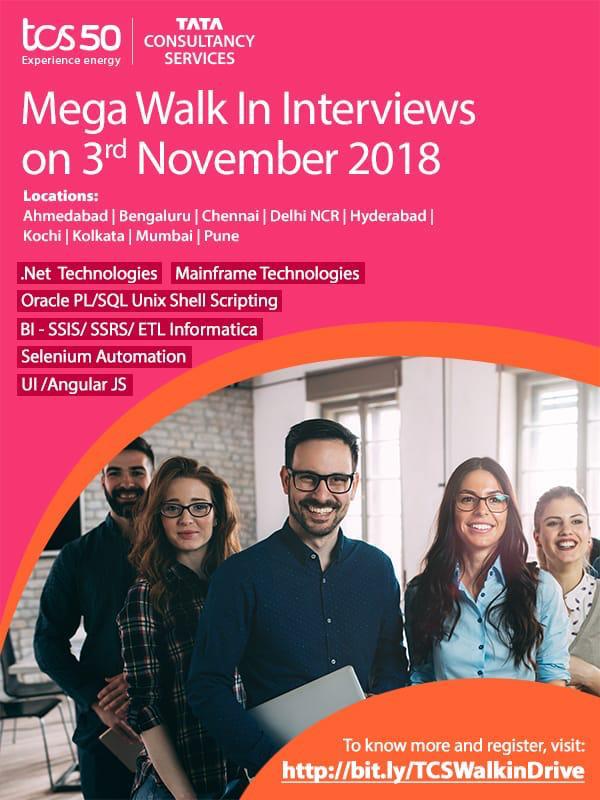 tcs 50
Experience energy
TATA
CONSULTANCY
SERVICES
Mega Walk In Interviews
on 3rd November 2018
Locations:
Ahmedabad | Bengaluru | Chennai | Delhi NCR | Hyderabad |
Kochi | Kolkata | Mumbai | Pune
.Net Technologies Mainframe Technologies
Oracle PL/SQL Unix Shell Scripting
BI - SSIS/ SSRS/ ETL Informatica
Selenium Automation
UI /Angular JS
To know more and register, visit:
http://bit.ly/TCSWalkinDrive